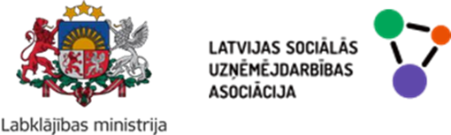 Labklājības ministrija
LATVIJAS SOCIĀLĀS
UZŅĒMĒJDARBĪBAS
ASOCIĀCIJA